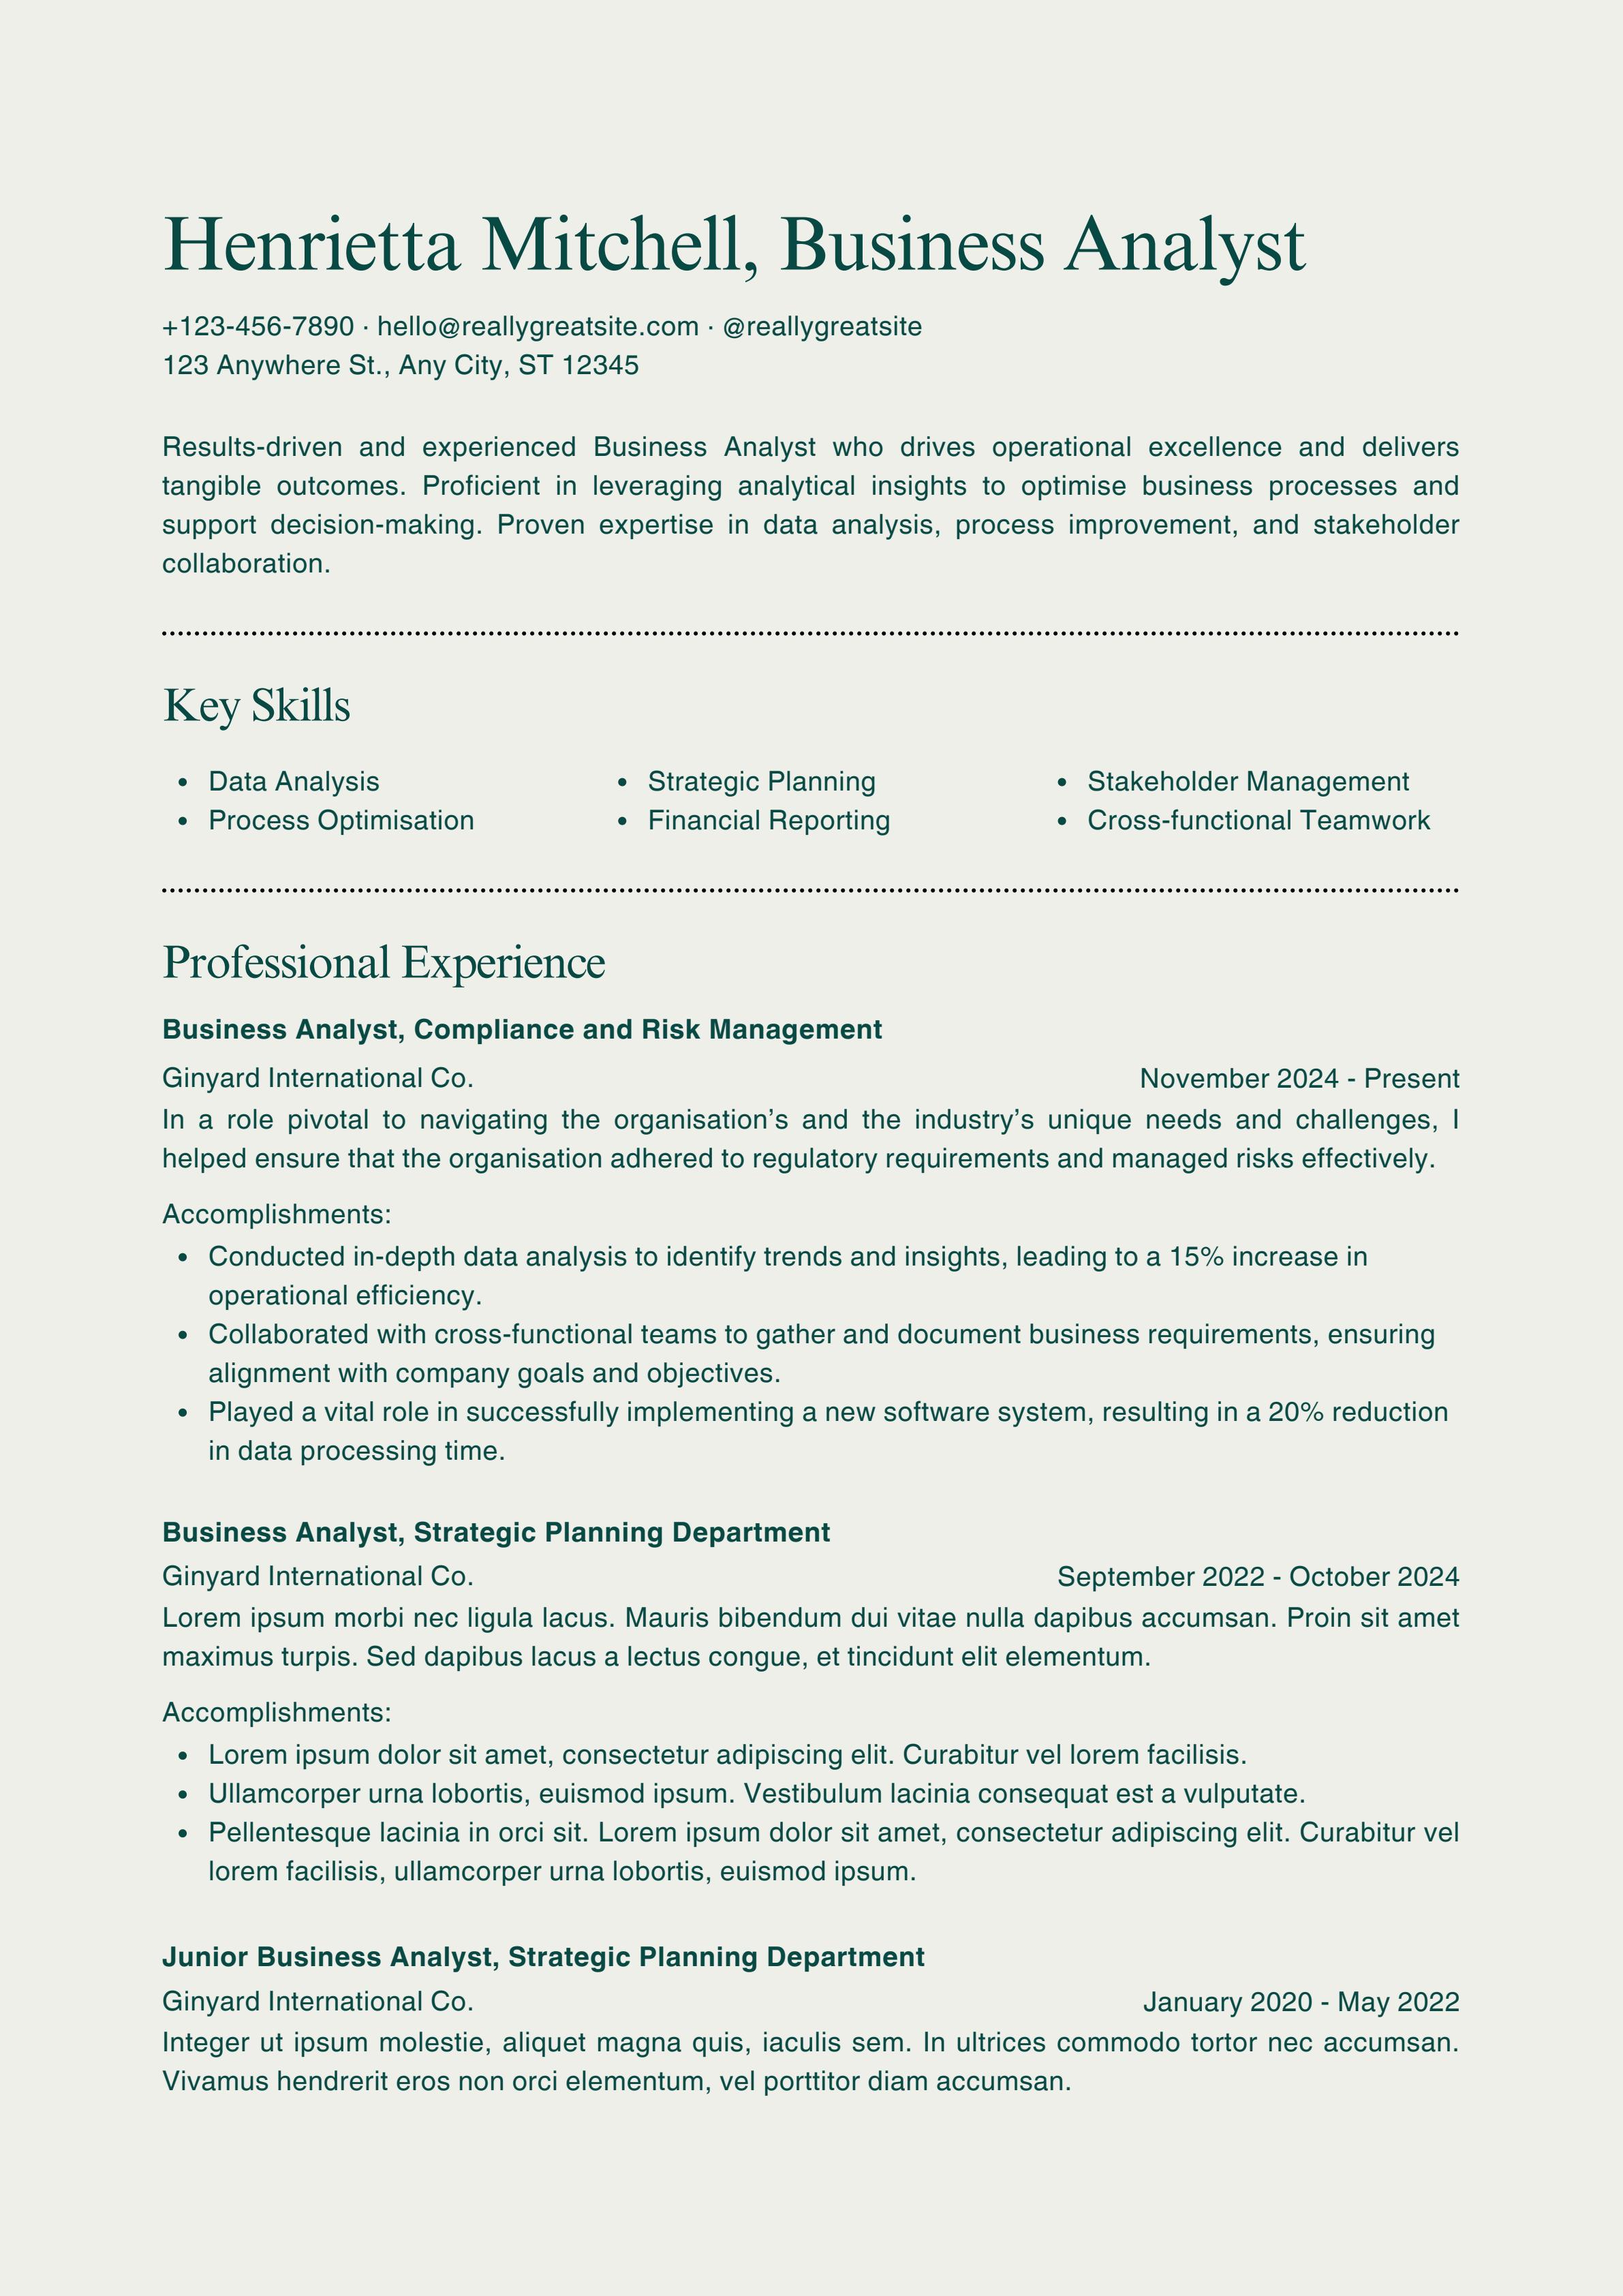 Henrietta Mitchell, Business Analyst
+123-456-7890 · hello@reallygreatsite.com · @reallygreatsite
123 Anywhere St., Any City, ST 12345
Results-driven and experienced Business Analyst who drives operational excellence and delivers
tangible outcomes. Proficient in leveraging analytical insights to optimise business processes and
support decision-making. Proven expertise in data analysis, process improvement, and stakeholder
collaboration.
Key Skills
• Data Analysis
• Process Optimisation
• Strategic Planning
• Financial Reporting
• Stakeholder Management
• Cross-functional Teamwork
Professional Experience
Business Analyst, Compliance and Risk Management
Ginyard International Co. November 2024 - Present
In a role pivotal to navigating the organisation’s and the industry’s unique needs and challenges, I
helped ensure that the organisation adhered to regulatory requirements and managed risks effectively.
Accomplishments:
• Conducted in-depth data analysis to identify trends and insights, leading to a 15% increase in
operational efficiency.
• Collaborated with cross-functional teams to gather and document business requirements, ensuring
alignment with company goals and objectives.
• Played a vital role in successfully implementing a new software system, resulting in a 20% reduction
in data processing time.
Business Analyst, Strategic Planning Department
Ginyard International Co. September 2022 - October 2024
Lorem ipsum morbi nec ligula lacus. Mauris bibendum dui vitae nulla dapibus accumsan. Proin sit amet
maximus turpis. Sed dapibus lacus a lectus congue, et tincidunt elit elementum.
Accomplishments:
• Lorem ipsum dolor sit amet, consectetur adipiscing elit. Curabitur vel lorem facilisis.
• Ullamcorper urna lobortis, euismod ipsum. Vestibulum lacinia consequat est a vulputate.
• Pellentesque lacinia in orci sit. Lorem ipsum dolor sit amet, consectetur adipiscing elit. Curabitur vel
lorem facilisis, ullamcorper urna lobortis, euismod ipsum.
Junior Business Analyst, Strategic Planning Department
Ginyard International Co. January 2020 - May 2022
Integer ut ipsum molestie, aliquet magna quis, iaculis sem. In ultrices commodo tortor nec accumsan.
Vivamus hendrerit eros non orci elementum, vel porttitor diam accumsan.